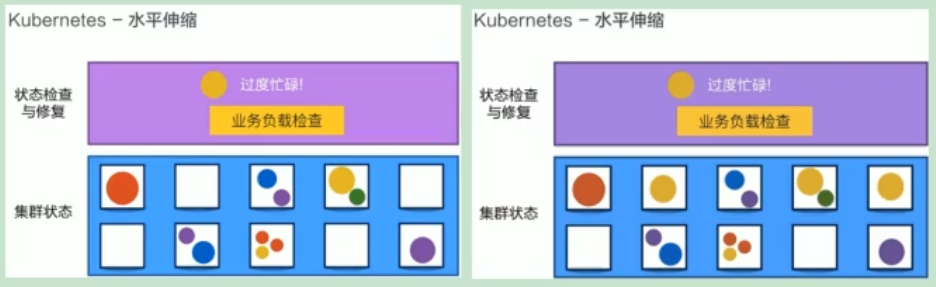 Kubernetes – 水平伸缩
状态检查
与修复
过度忙碌!
业务负载检查
集群状态
Kubernetes – 水平伸缩
状态检查
与修复
过度忙碌!
业务负载检查
集群状态